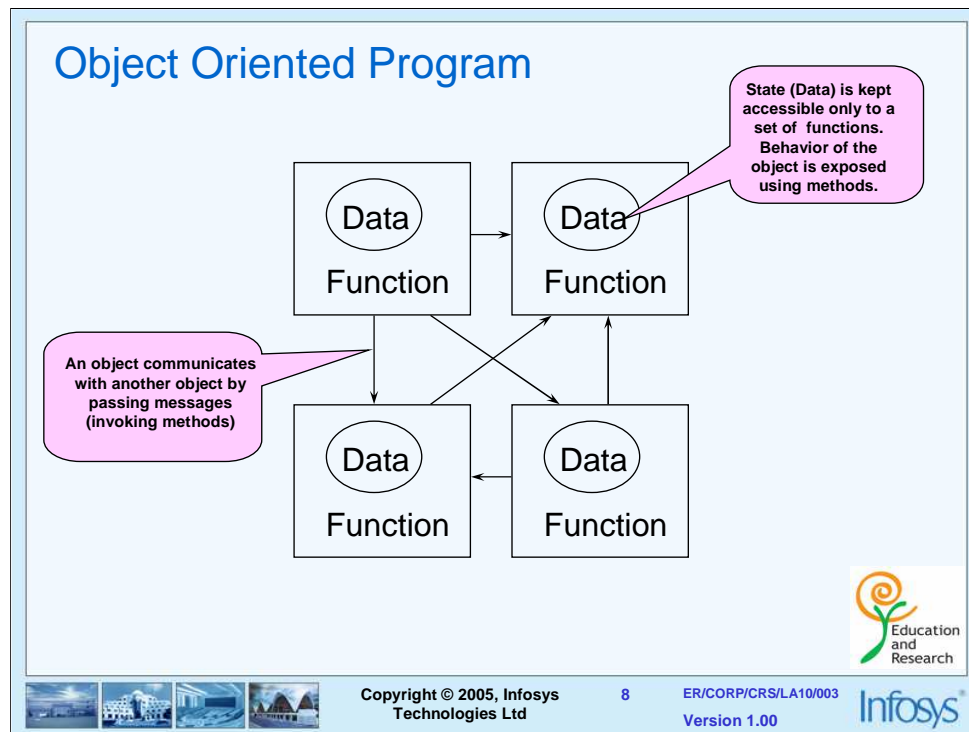 Object Oriented Program
State (Data) is kept
accessible only to a
set of functions.
Behavior of the
object is exposed
using methods.
Data
Function
Data
Function
An object communicates
with another object by
passing messages
(invoking methods)
Data
Function
Data
Function
Education
and
Research
Copyright © 2005, Infosys
Technologies Ltd
8
ER/CORP/CRS/LA10/003
Version 1.00
Infosys®